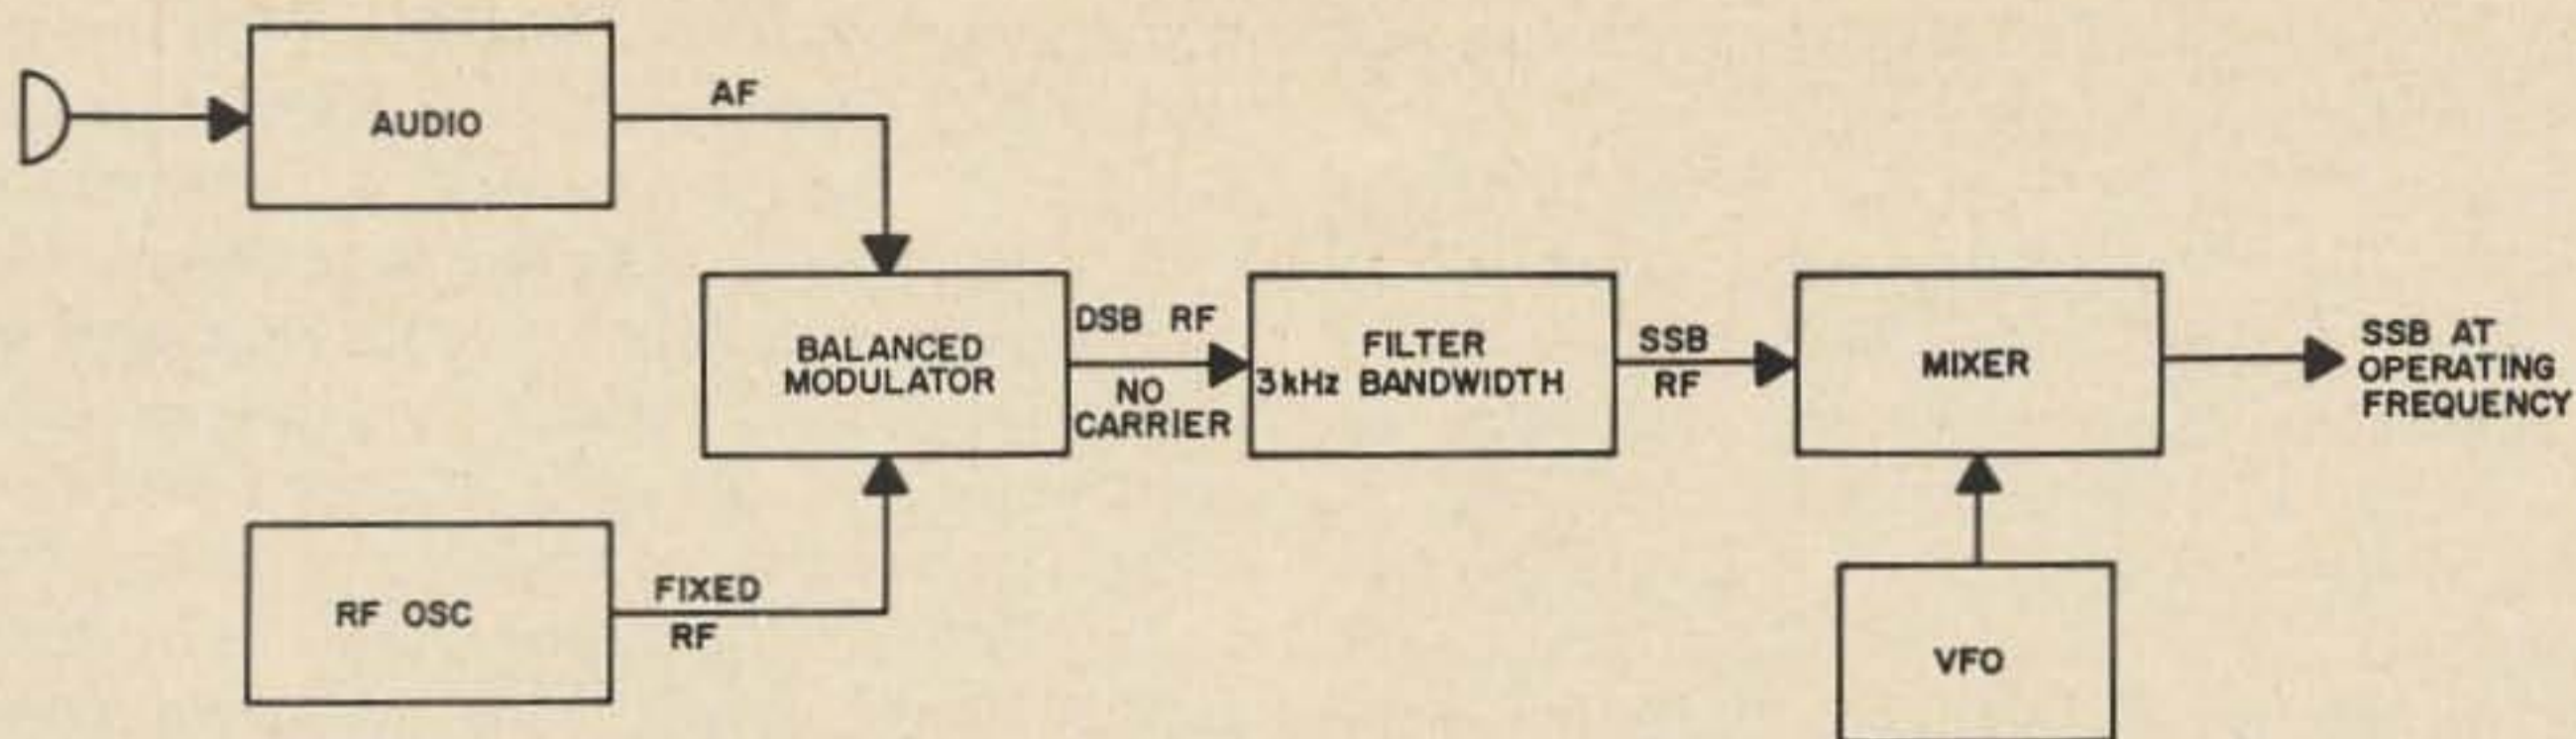 AUDIO
AF
BALANCED
MODULATOR
DSB RF
NO
CARRIER
FILTER
3kHz BANDWIDTH
SSB
RF
MIXER
SSB AT
OPERATING
FREQUENCY
RF OSC
FIXED
RF
VFO